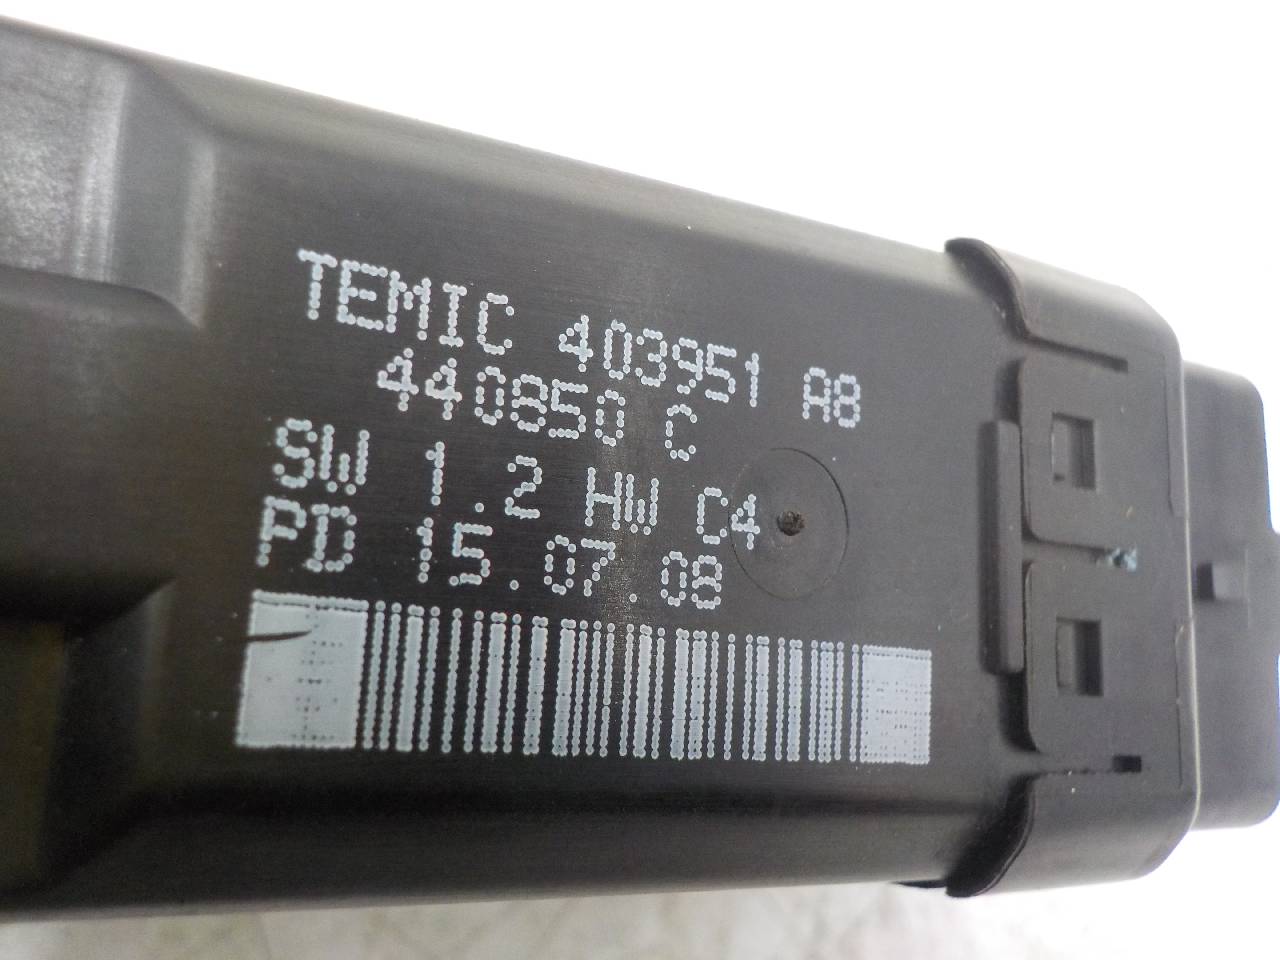 TEMIC 403951 A8
440850 C
SW 1.2 HW C4
PD 15.07.08